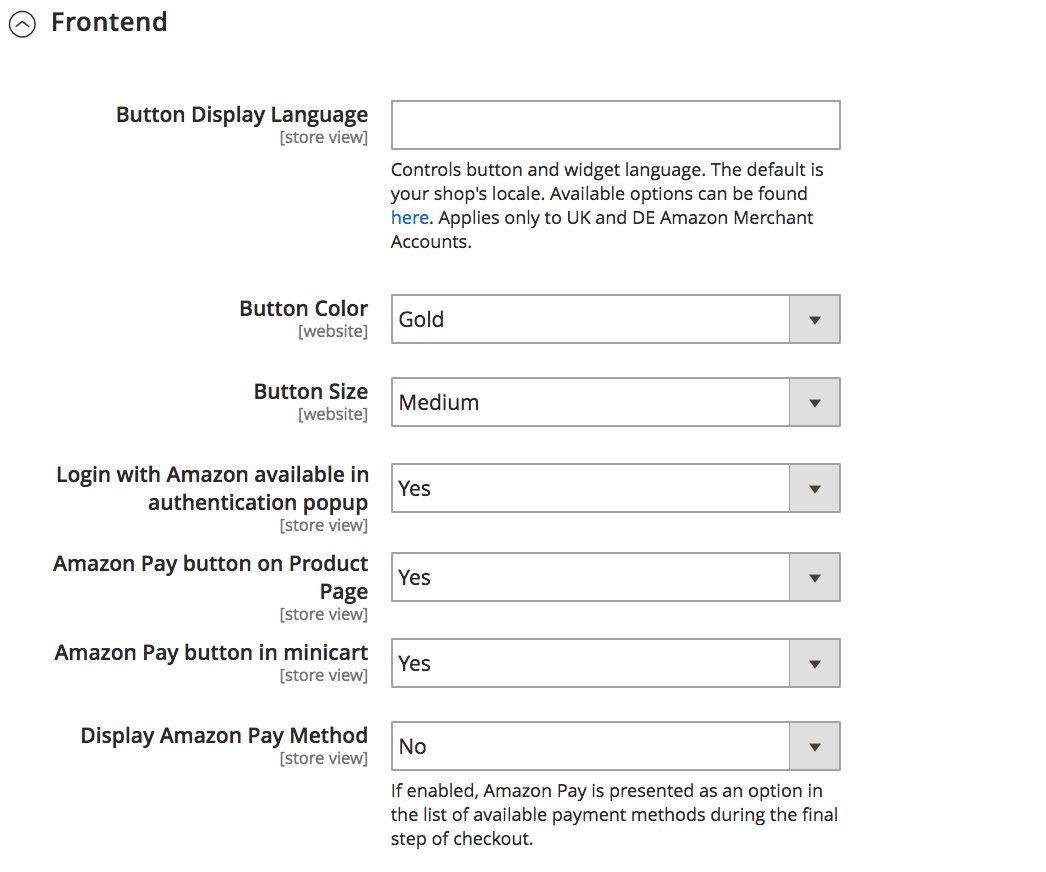 Frontend
Button Display Language
[store view]
Controls button and widget language. The default is
your shop's locale. Available options can be found
here. Applies only to UK and DE Amazon Merchant
Accounts.
Button Color
[website]
Gold
Button Size
[website]
Medium
Login with Amazon available in
authentication popup
[store view]
Yes
Amazon Pay button on Product
Page
[store view]
Yes
Amazon Pay button in minicart
[store view]
Yes
Display Amazon Pay Method
[store view]
No
If enabled, Amazon Pay is presented as an option in
the list of available payment methods during the final
step of checkout.